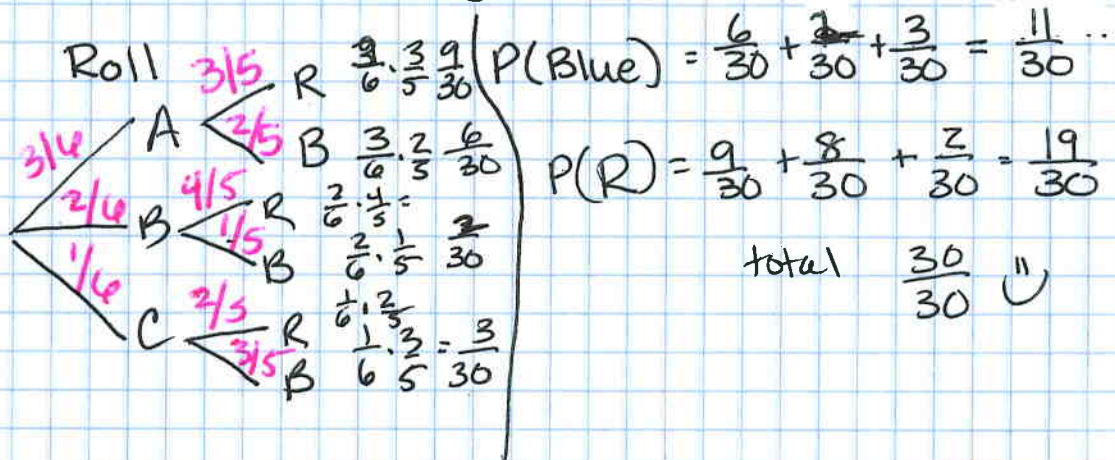 Roll
3/6 A 3/5 R 3/6 · 3/5 9/30
2/5 B 3/6 · 2/5 6/30
2/6 B 4/5 R 2/6 · 4/5 =
1/5 B 2/6 · 1/5 2/30
1/6 C 2/5 R 1/6 · 2/5
3/5 B 1/6 · 3/5 = 3/30
P(Blue) = 6/30 + 2/30 + 3/30 = 11/30 ..
P(R) = 9/30 + 8/30 + 2/30 = 19/30
total 30/30